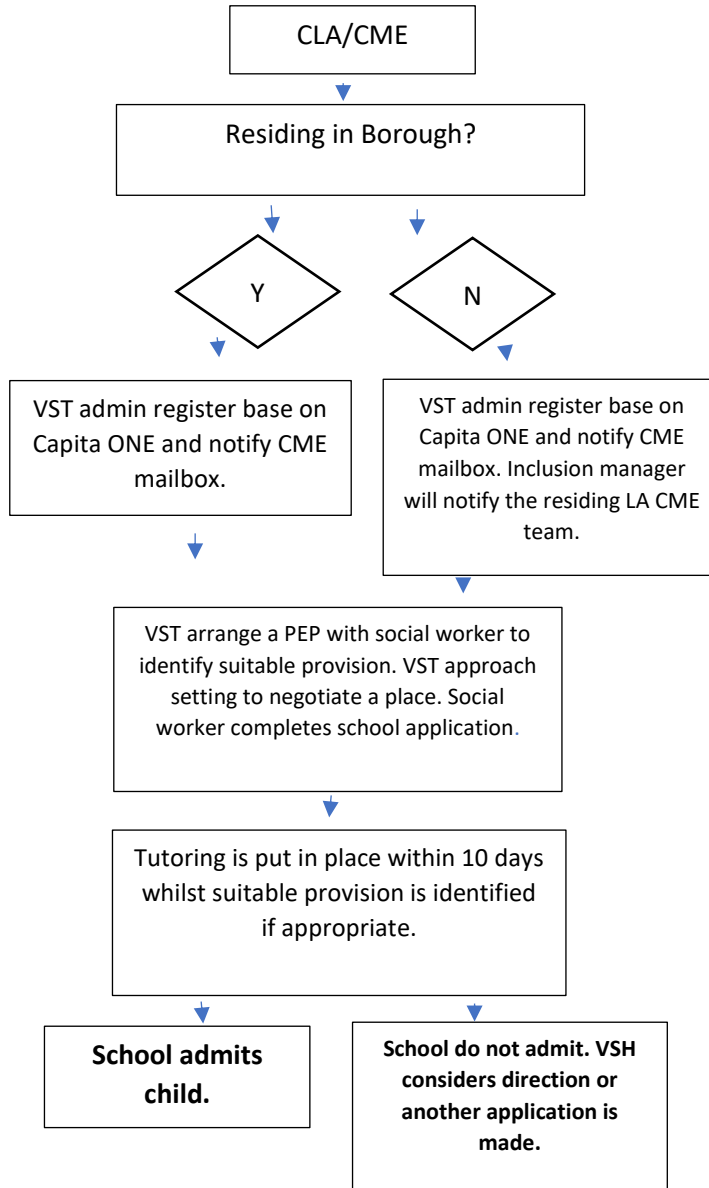 CLA/CME
Residing in Borough?
Y
N
VST admin register base on
Capita ONE and notify CME
mailbox.
VST admin register base on
Capita ONE and notify CME
mailbox. Inclusion manager
will notify the residing LA CME
team.
VST arrange a PEP with social worker to
identify suitable provision. VST approach
setting to negotiate a place. Social
worker completes school application.
Tutoring is put in place within 10 days
whilst suitable provision is identified
if appropriate.
School admits
child.
School do not admit. VSH
considers direction or
another application is
made.